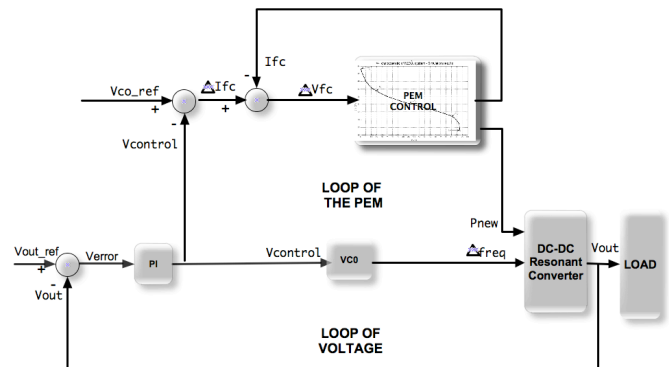 Ifc
-
Vco_ref
+
ΔIfc
+
ΔVfc
PEM
CONTROL
-
Vcontrol
LOOP OF
THE PEM
Pnew
Vout_ref
+
Verror
PI
Vcontrol
VCO
Δfreq
DC-DC
Resonant
Converter
Vout
LOAD
-
Vout
LOOP OF
VOLTAGE